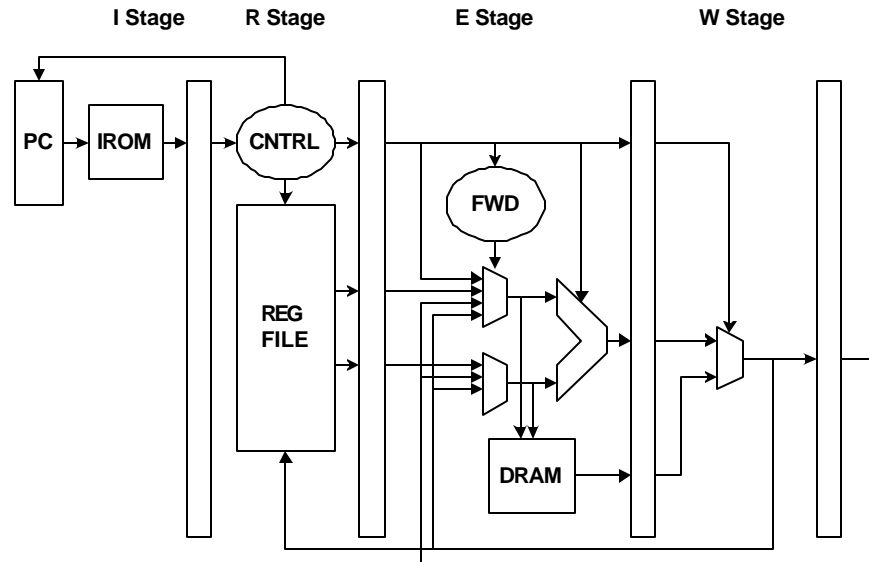 I Stage R Stage E Stage W Stage
PC IROM CNTRL
FWD
REG
FILE
DRAM